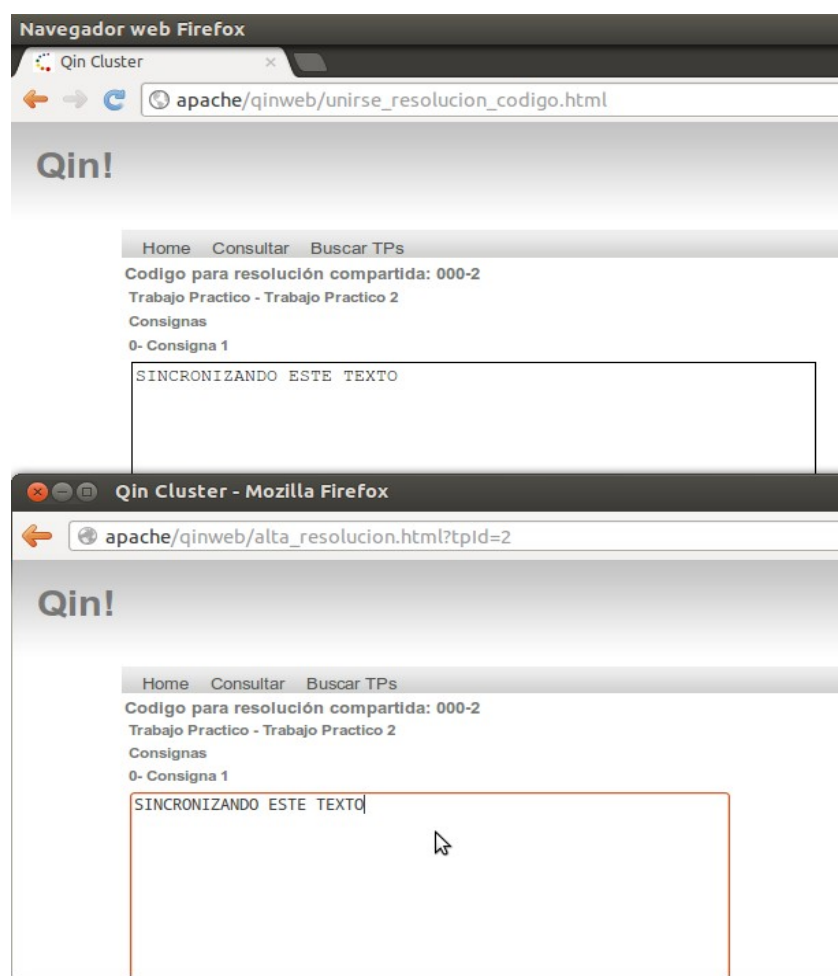 Navegador web Firefox
Qin Cluster
apache/qinweb/unirse_resolucion_codigo.html
Qin!
Home Consultar Buscar TPs
Codigo para resolución compartida: 000-2
Trabajo Practico - Trabajo Practico 2
Consignas
0- Consigna 1
SINCRONIZANDO ESTE TEXTO
Qin Cluster - Mozilla Firefox
apache/qinweb/alta_resolucion.html?tpId=2
Qin!
Home Consultar Buscar TPs
Codigo para resolución compartida: 000-2
Trabajo Practico - Trabajo Practico 2
Consignas
0- Consigna 1
SINCRONIZANDO ESTE TEXTO